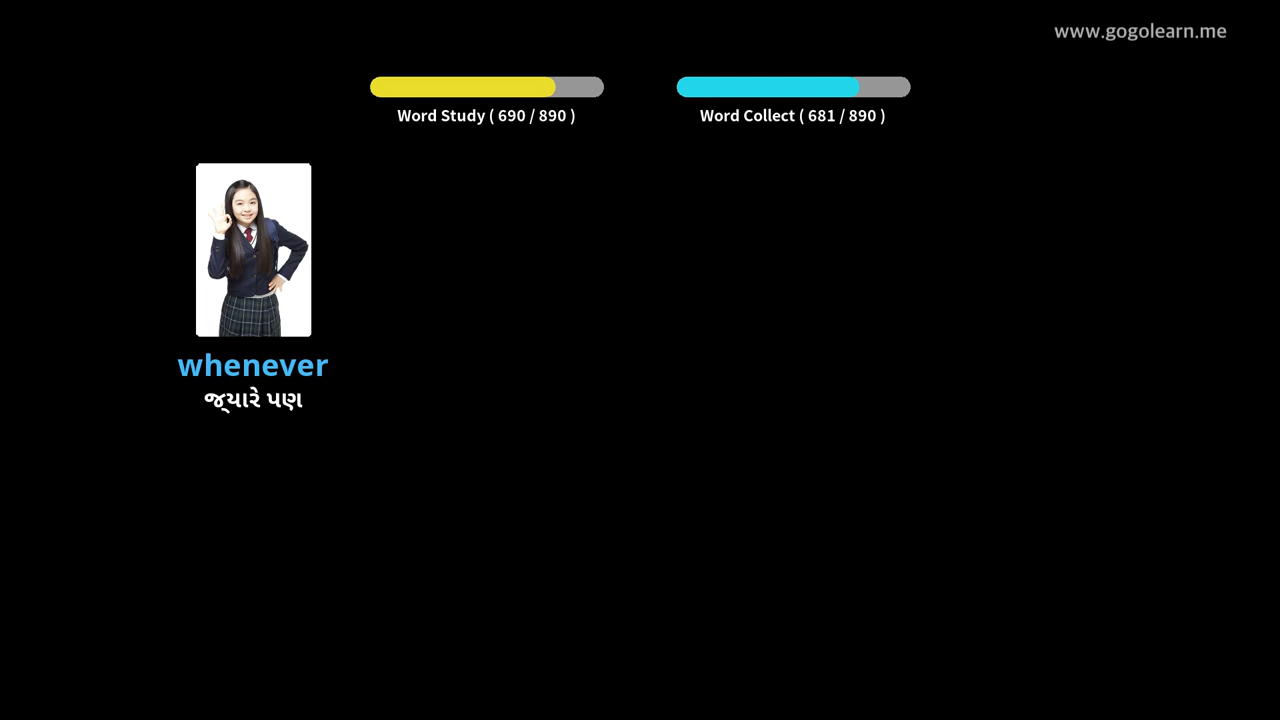 www.gogolearn.me
Word Study ( 690 / 890 )
Word Collect ( 681 / 890 )
whenever
જ્યારે પણ